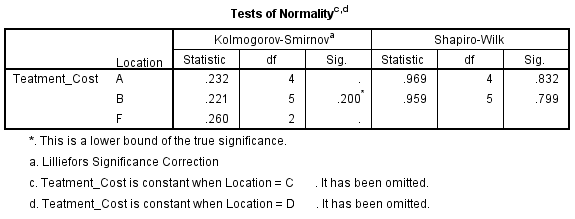 Tests of Normality^c,d
Kolmogorov-Smirnov^a Shapiro-Wilk
Location Statistic df Sig. Statistic df Sig.
Teatment_Cost A .232 4 . .969 4 .832
B .221 5 .200* .959 5 .799
F .260 2 .
*. This is a lower bound of the true significance.
a. Lilliefors Significance Correction
c. Teatment_Cost is constant when Location = C . It has been omitted.
d. Teatment_Cost is constant when Location = D . It has been omitted.